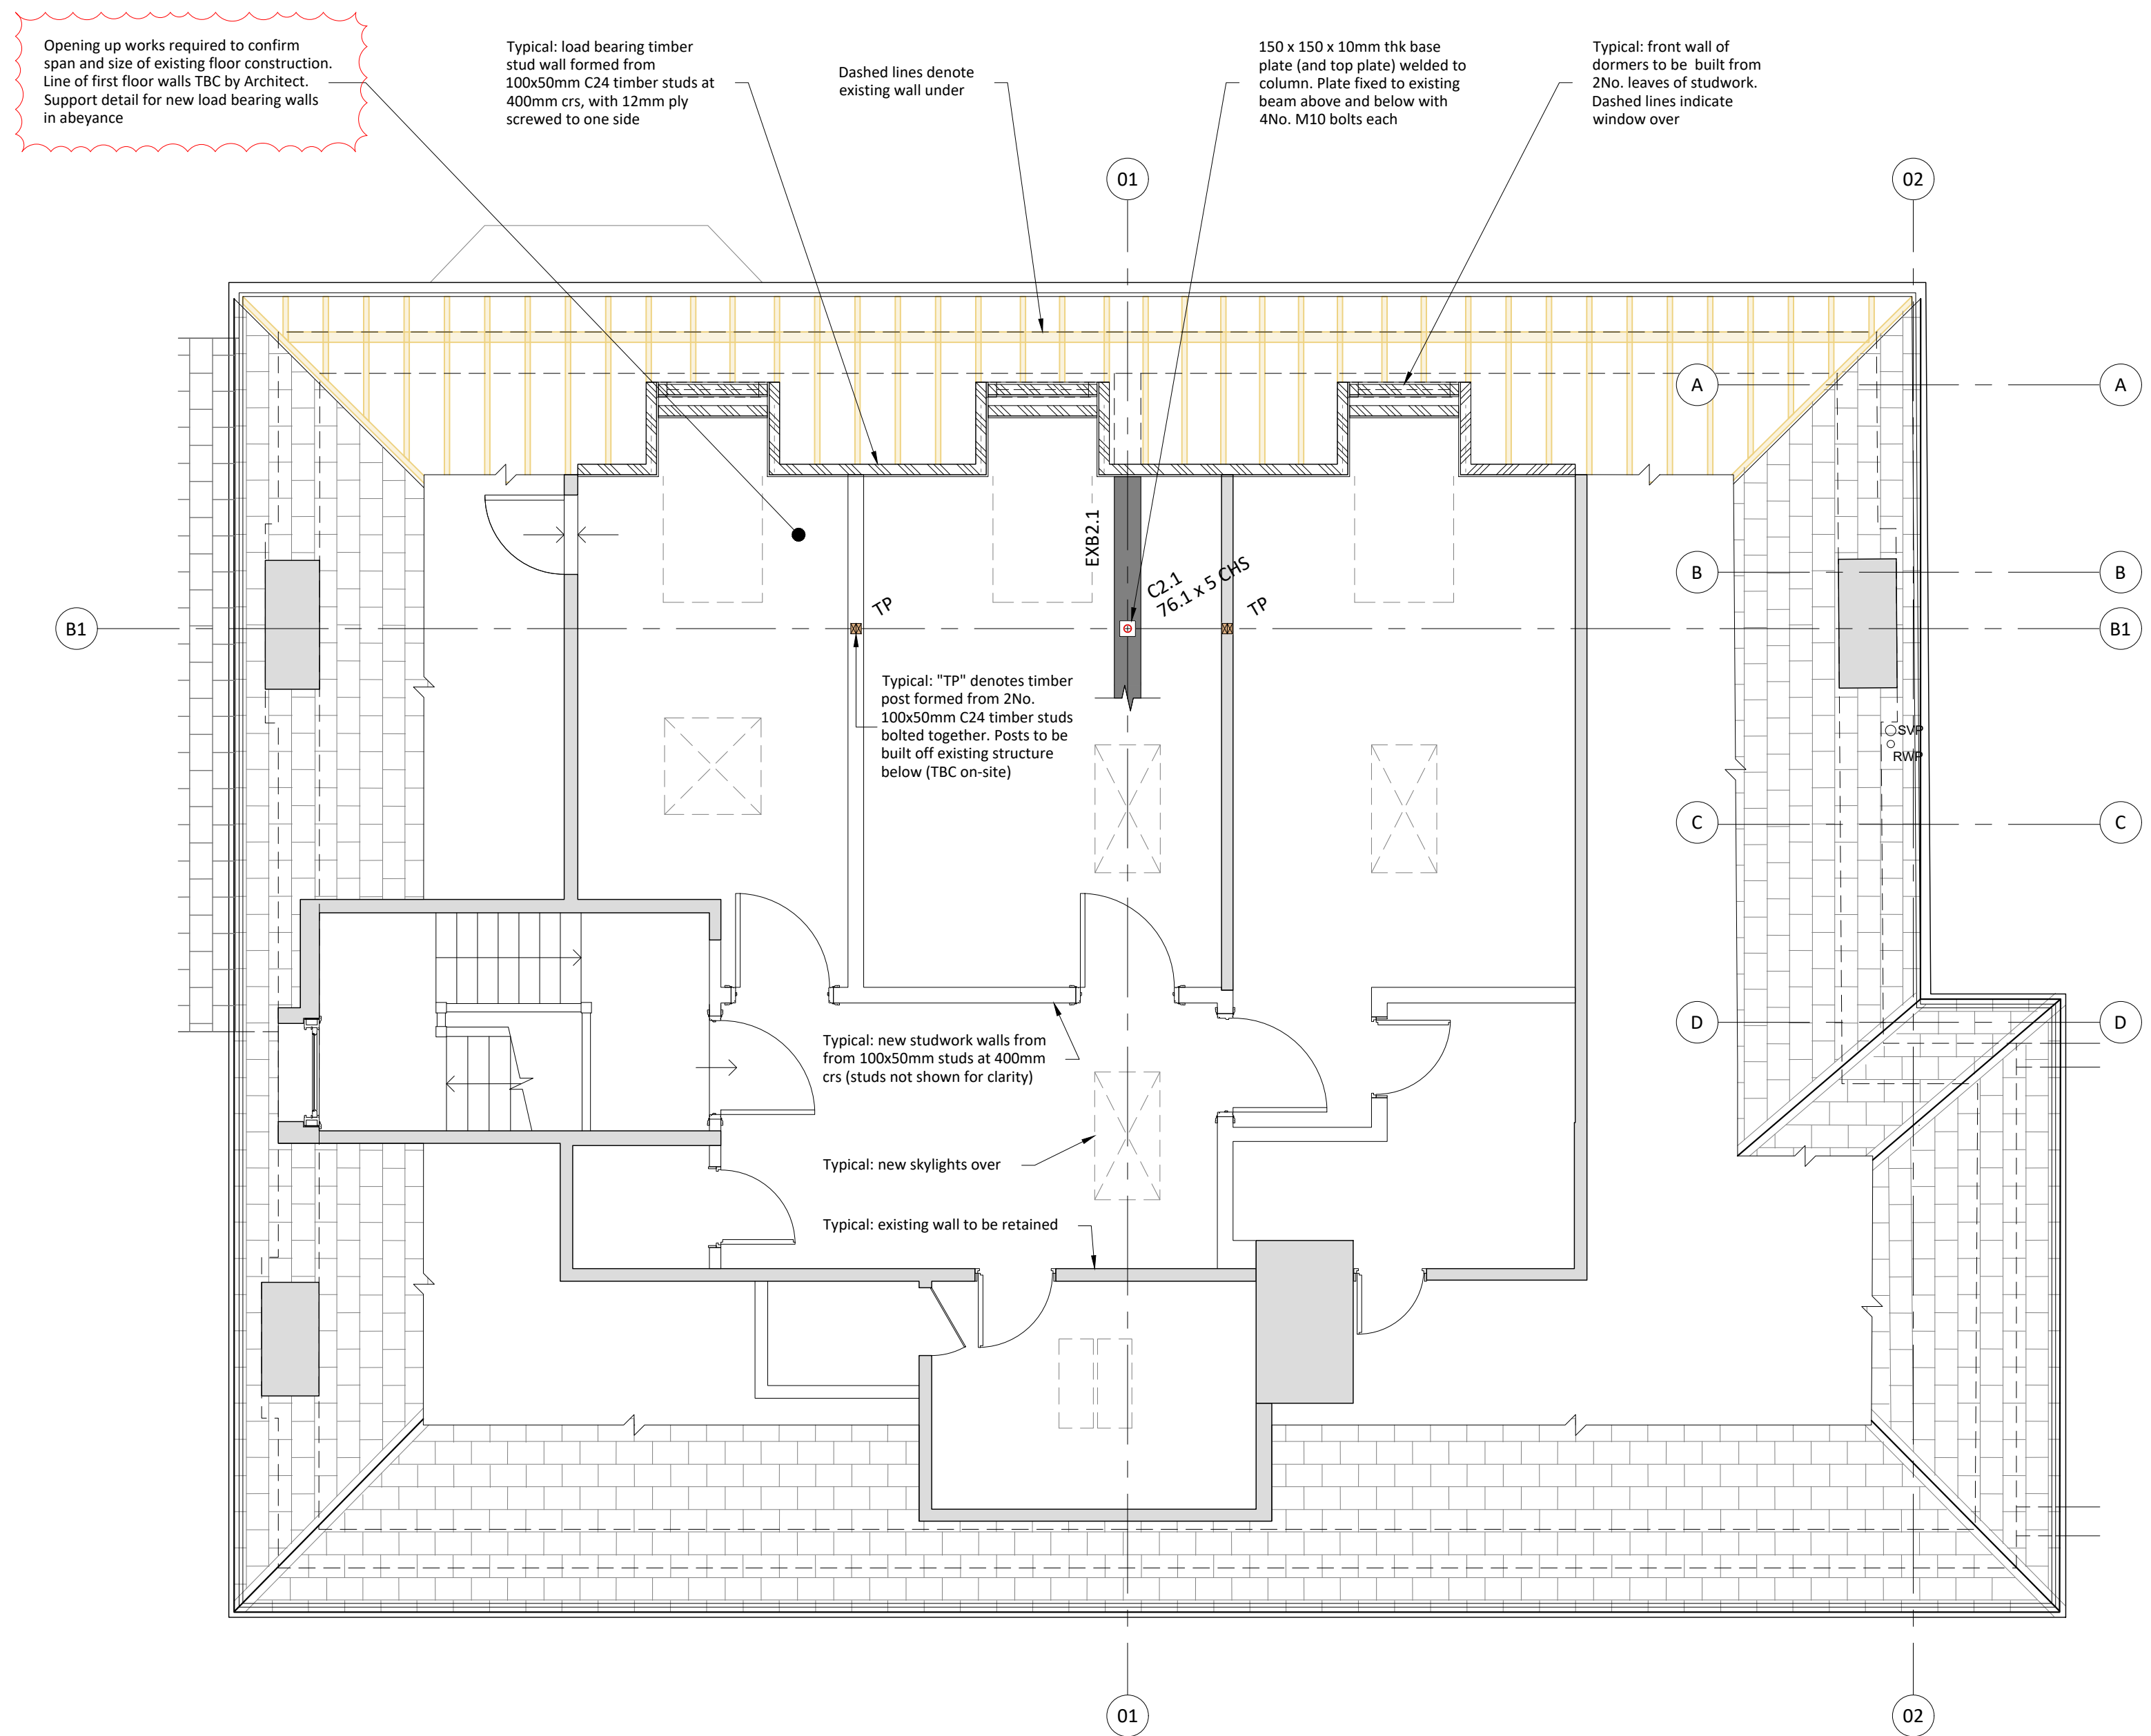 Opening up works required to confirm
span and size of existing floor construction.
Line of first floor walls TBC by Architect.
Support detail for new load bearing walls
in abeyance
Typical: load bearing timber
stud wall formed from
100x50mm C24 timber studs at
400mm crs, with 12mm ply
screwed to one side
Dashed lines denote
existing wall under
150 x 150 x 10mm thk base
plate (and top plate) welded to
column. Plate fixed to existing
beam above and below with
4No. M10 bolts each
Typical: front wall of
dormers to be built from
2No. leaves of studwork.
Dashed lines indicate
window over
01
02
A
A
B
B
B1
B1
EXB2.1
C2.1
76.1 x 5 CHS
TP
TP
Typical: "TP" denotes timber
post formed from 2No.
100x50mm C24 timber studs
bolted together. Posts to be
built off existing structure
below (TBC on-site)
SVP
RWP
C
C
D
D
Typical: new studwork walls from
from 100x50mm studs at 400mm
crs (studs not shown for clarity)
Typical: new skylights over
Typical: existing wall to be retained
01
02